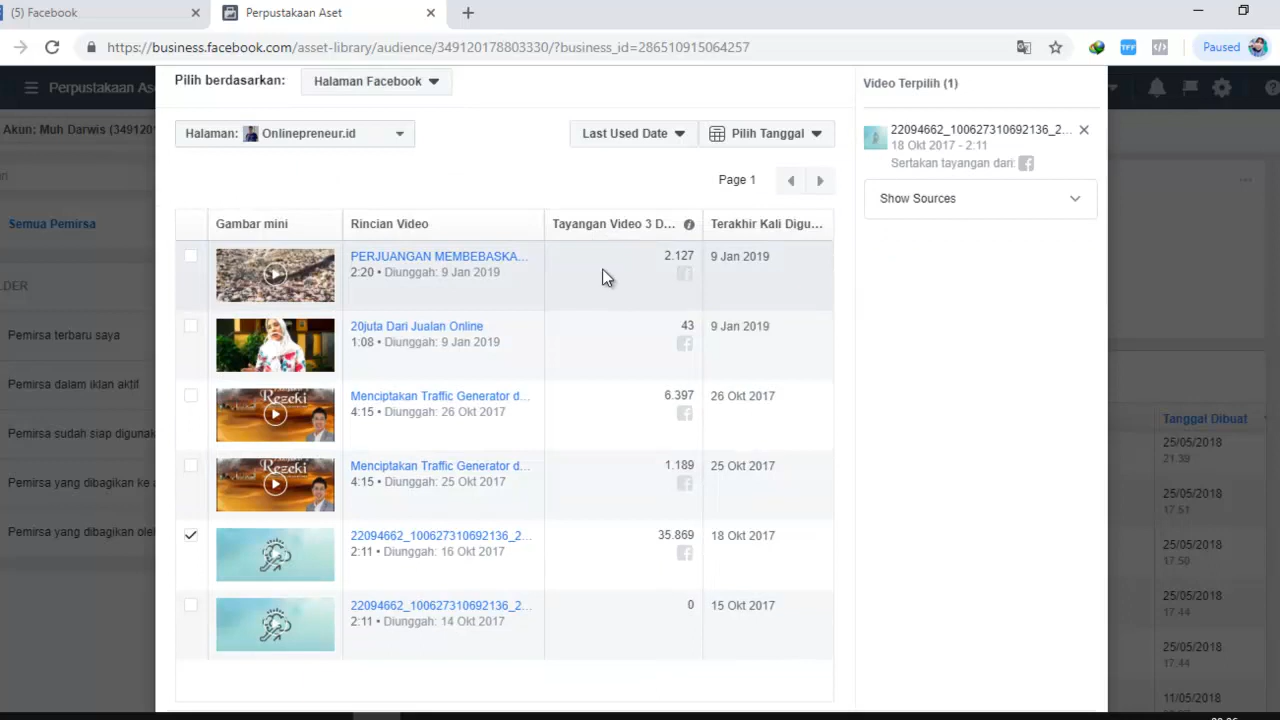 (5) Facebook
Perpustakaan Aset
https://business.facebook.com/asset-library/audience/349120178803330/?business_id=286510915064257
TFF
Paused
Perpustakaan Ase
Akun: Muh Darwis (349120
Semua Pemirsa
LDER
Pemirsa terbaru saya
Pemirsa dalam iklan aktif
Pemirsa sudah siap digunak
Pemirsa yang dibagikan ke
Pemirsa yang dibagikan oleh
Pilih berdasarkan:
Halaman Facebook
Halaman: Onlinepreneur.id
Last Used Date
Pilih Tanggal
Page 1
Gambar mini
Rincian Video
Tayangan Video 3 D...
Terakhir Kali Digu...
PERJUANGAN MEMBEBASKA...
2:20 • Diunggah: 9 Jan 2019
2.127
9 Jan 2019
20juta Dari Jualan Online
1:08 • Diunggah: 9 Jan 2019
43
9 Jan 2019
Rezeki
Menciptakan Traffic Generator d...
4:15 • Diunggah: 26 Okt 2017
6.397
26 Okt 2017
Rezeki
Menciptakan Traffic Generator d...
4:15 • Diunggah: 25 Okt 2017
1.189
25 Okt 2017
22094662_100627310692136_2...
2:11 • Diunggah: 16 Okt 2017
35.869
18 Okt 2017
22094662_100627310692136_2...
2:11 • Diunggah: 14 Okt 2017
0
15 Okt 2017
Video Terpilih (1)
22094662_100627310692136_2...
18 Okt 2017 - 2:11
Sertakan tayangan dari:
Show Sources
Tanggal Dibuat
25/05/2018
21.39
25/05/2018
17.51
25/05/2018
17.50
25/05/2018
17.44
25/05/2018
17.44
11/05/2018